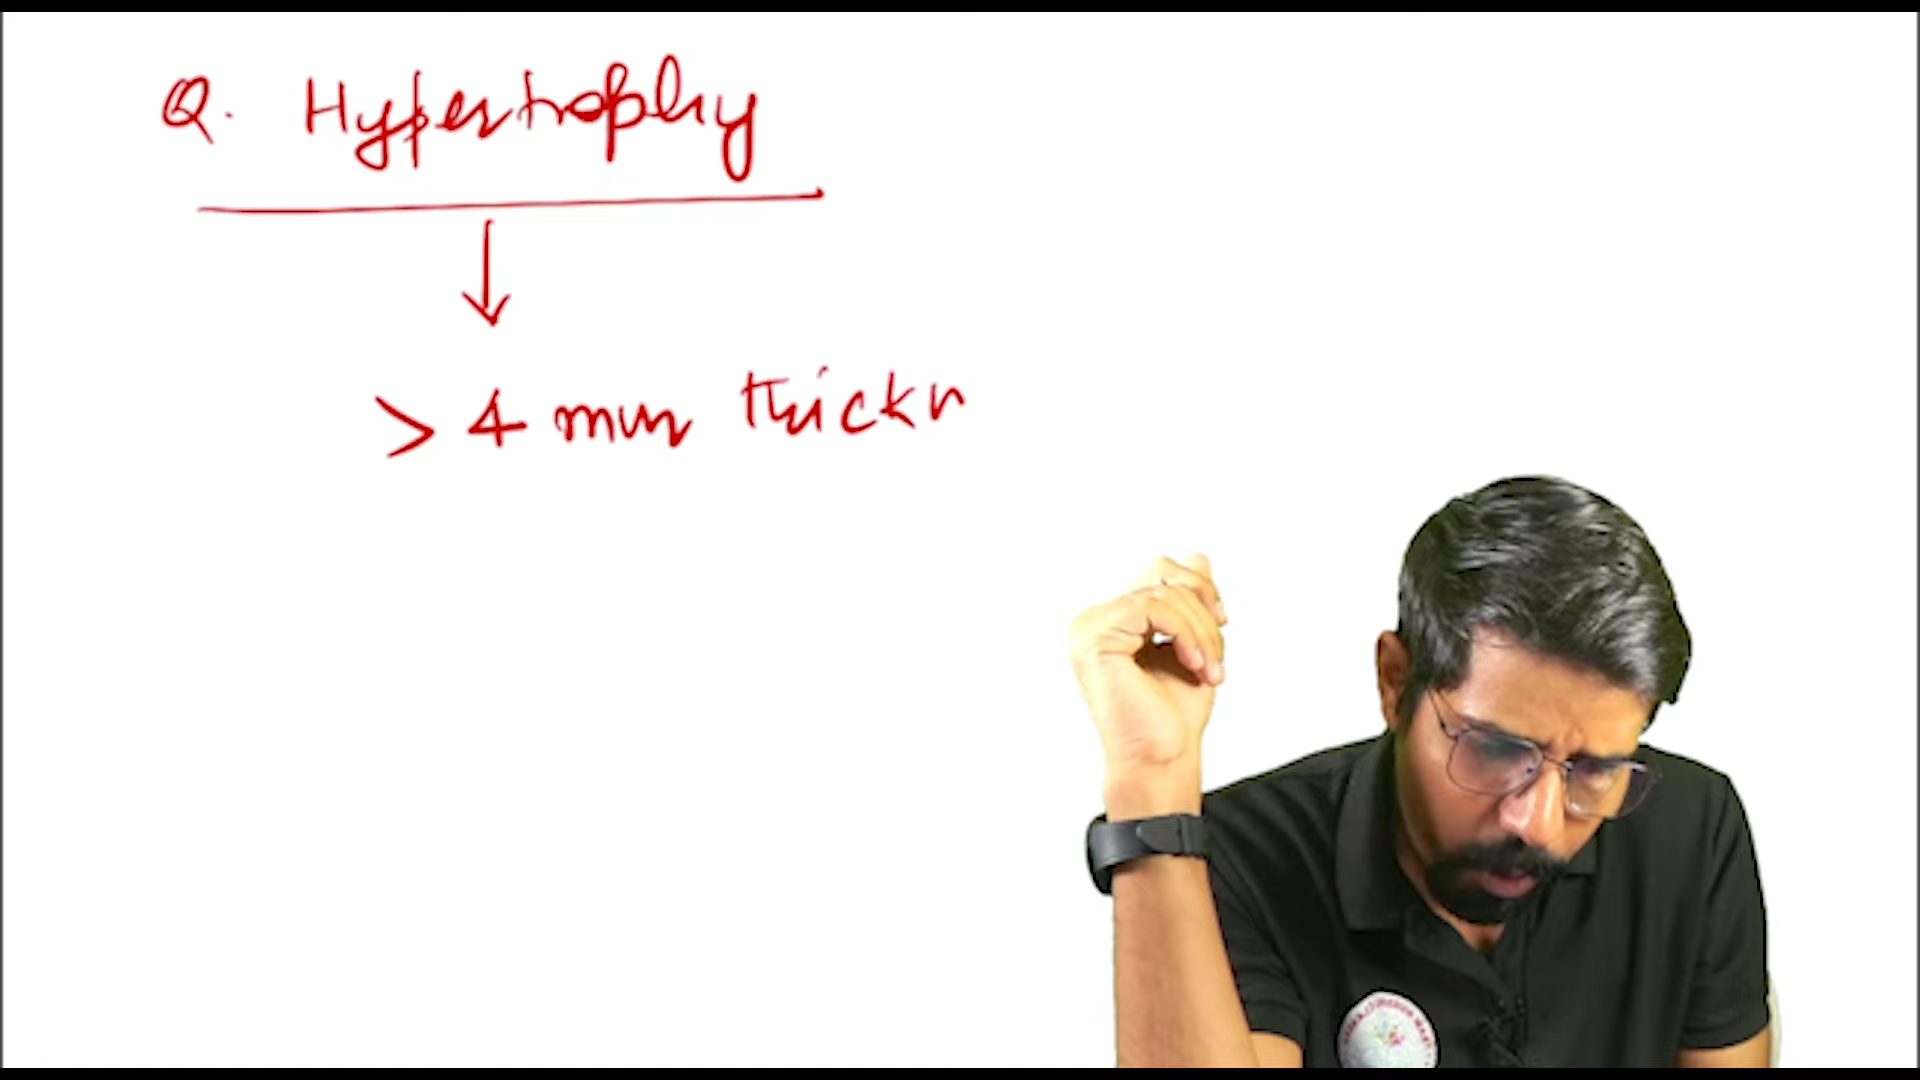 Q. Hypertrophy
↓
> 4 mm thickn